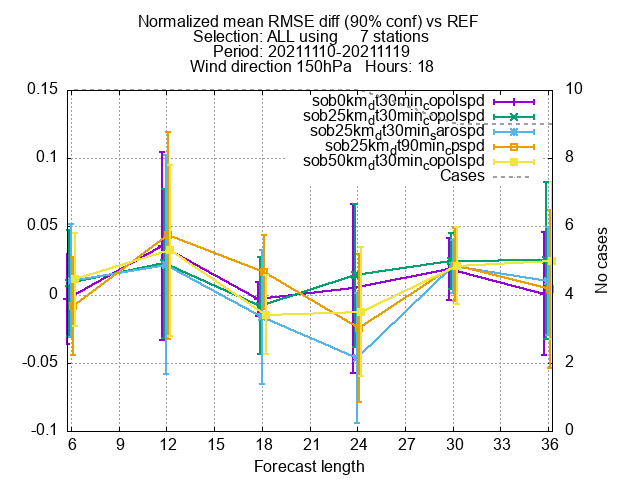 Normalized mean RMSE diff (90% conf) vs REF
Selection: ALL using 7 stations
Period: 20211110-20211119
Wind direction 150hPa Hours: 18
0.15 10
sob0km_dt30min_copolspd
sob25km_dt30min_copolspd
sob25km_dt30min_sarospd
sob25km_dt90min_cpspd
sob50km_dt30min_copolspd
Cases
0.1 8
0.05 6
0 4
-0.05 2
-0.1 0
No cases
6 9 12 15 18 21 24 27 30 33 36
Forecast length